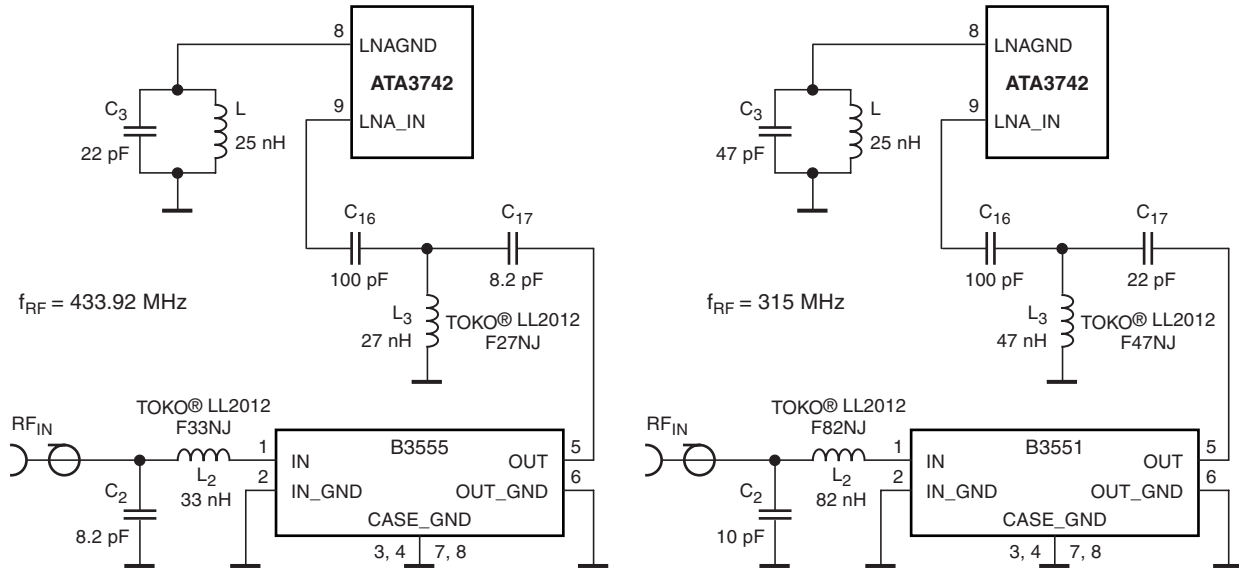 8
LNAGND
ATA3742
C3
22 pF
L
25 nH
9
LNA_IN
C16
100 pF
C17
8.2 pF
fRF = 433.92 MHz
L3
27 nH
TOKO® LL2012
F27NJ
RFIN
TOKO® LL2012
F33NJ
L2
33 nH
C2
8.2 pF
1
IN
2
IN_GND
B3555
OUT
5
OUT_GND
6
CASE_GND
3, 4
7, 8
8
LNAGND
ATA3742
C3
47 pF
L
25 nH
9
LNA_IN
C16
100 pF
C17
22 pF
fRF = 315 MHz
L3
47 nH
TOKO® LL2012
F47NJ
RFIN
TOKO® LL2012
F82NJ
L2
82 nH
C2
10 pF
1
IN
2
IN_GND
B3551
OUT
5
OUT_GND
6
CASE_GND
3, 4
7, 8